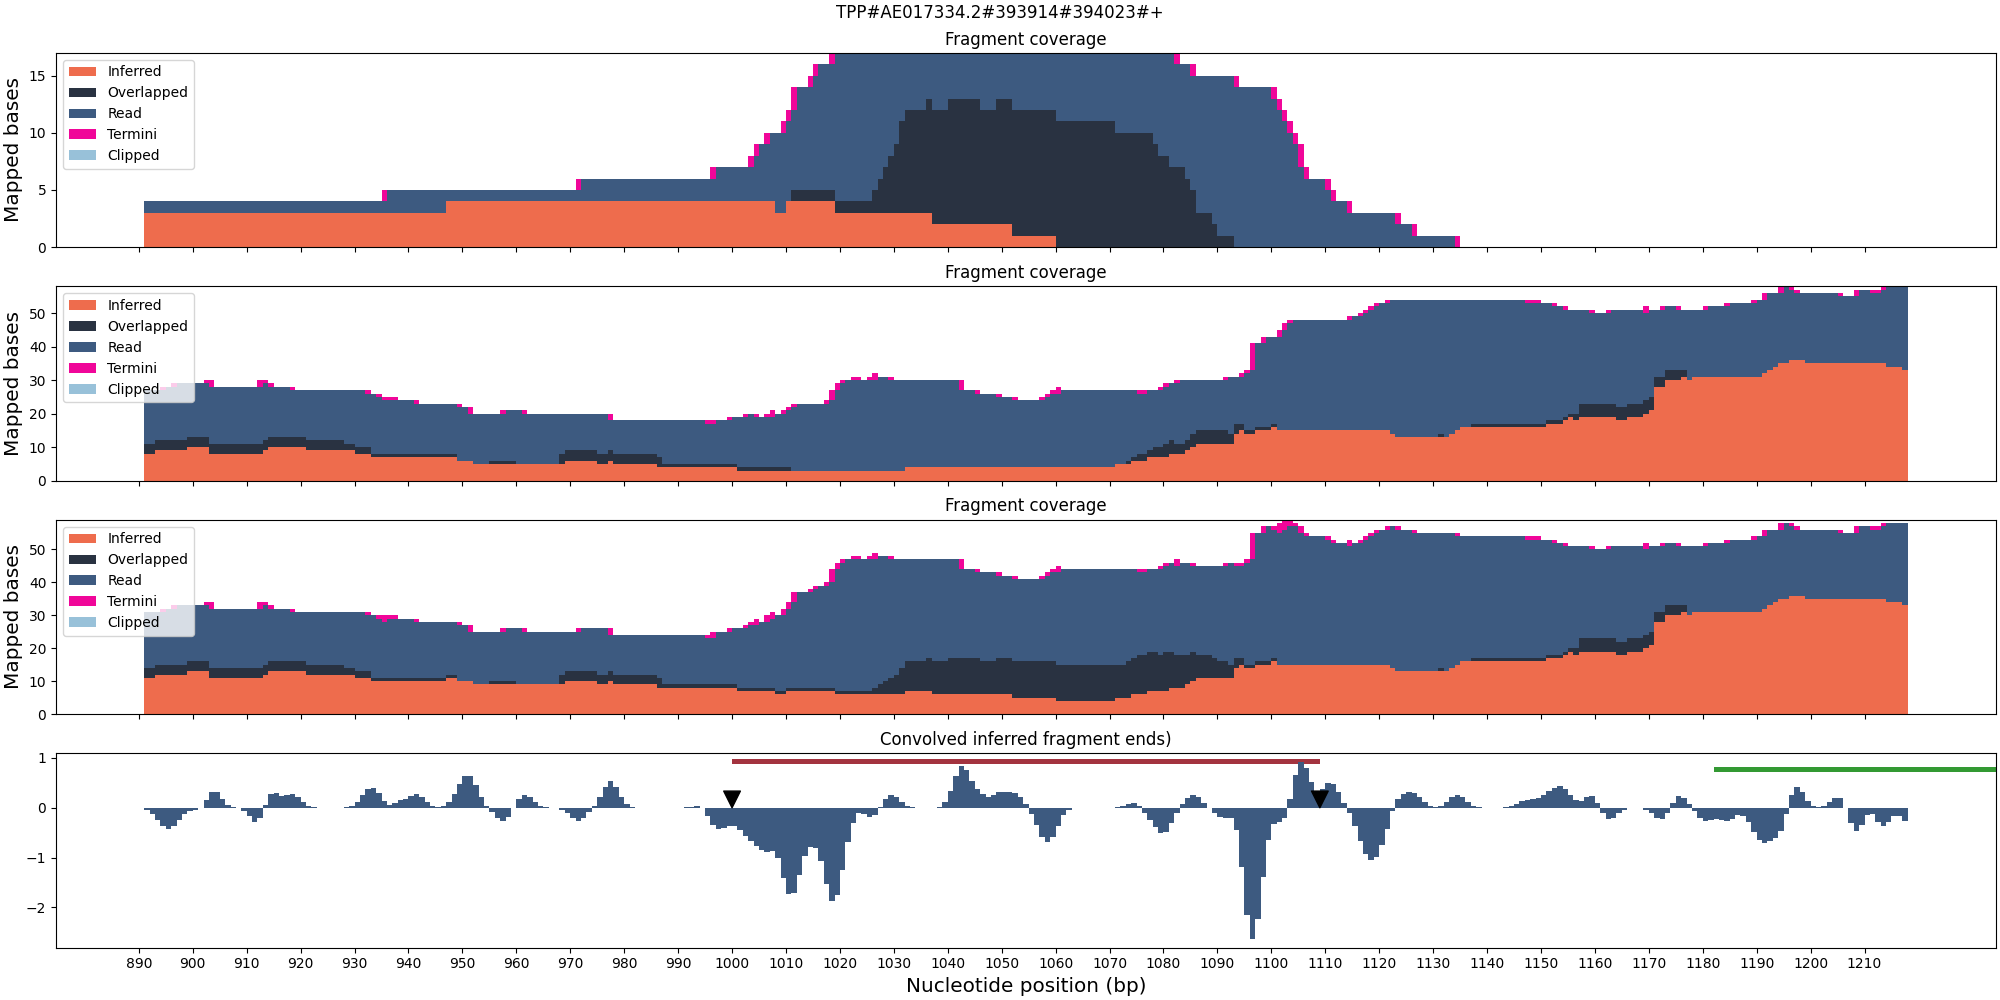 TPP#AE017334.2#393914#394023#+
Fragment coverage
Mapped bases
15
10
5
0
Inferred
Overlapped
Read
Termini
Clipped
Fragment coverage
Mapped bases
50
40
30
20
10
0
Inferred
Overlapped
Read
Termini
Clipped
Fragment coverage
Mapped bases
50
40
30
20
10
0
Inferred
Overlapped
Read
Termini
Clipped
Convolved inferred fragment ends)
1
0
−1
−2
890 900 910 920 930 940 950 960 970 980 990 1000 1010 1020 1030 1040 1050 1060 1070 1080 1090 1100 1110 1120 1130 1140 1150 1160 1170 1180 1190 1200 1210
Nucleotide position (bp)